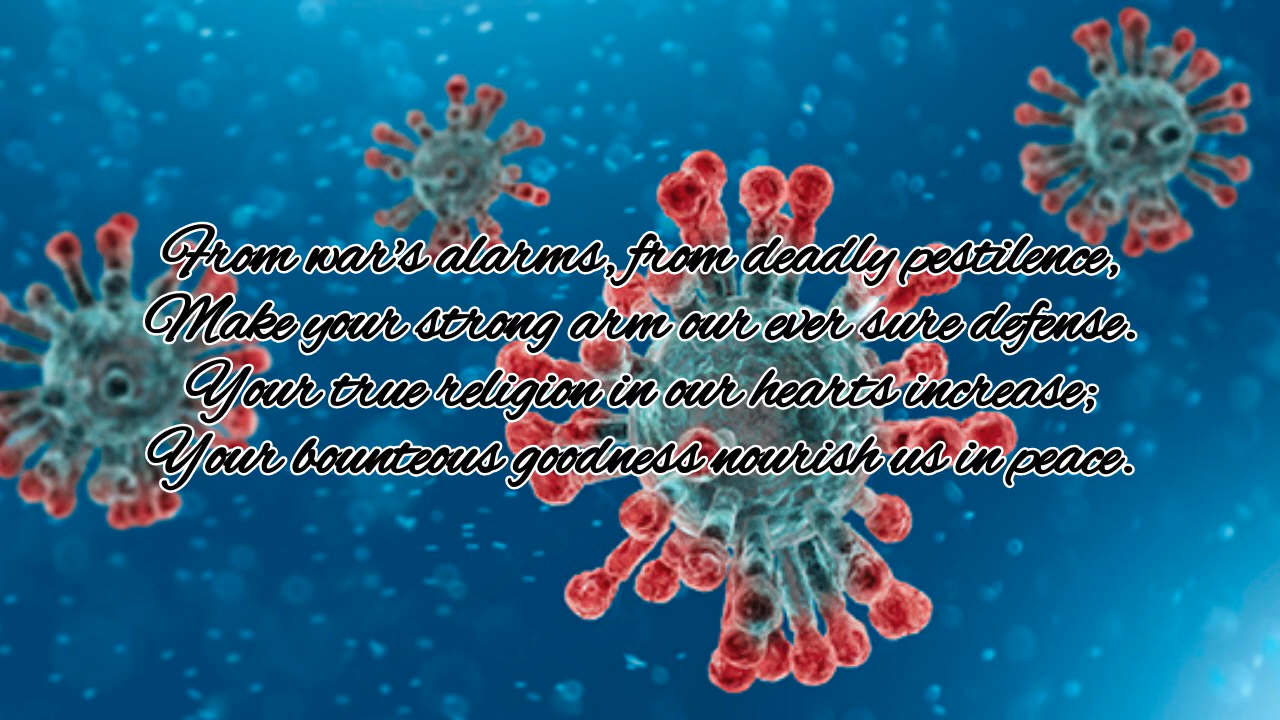 From war's alarms, from deadly pestilence,
Make your strong arm our ever sure defense.
Your true religion in our hearts increase;
Your bounteous goodness nourish us in peace.